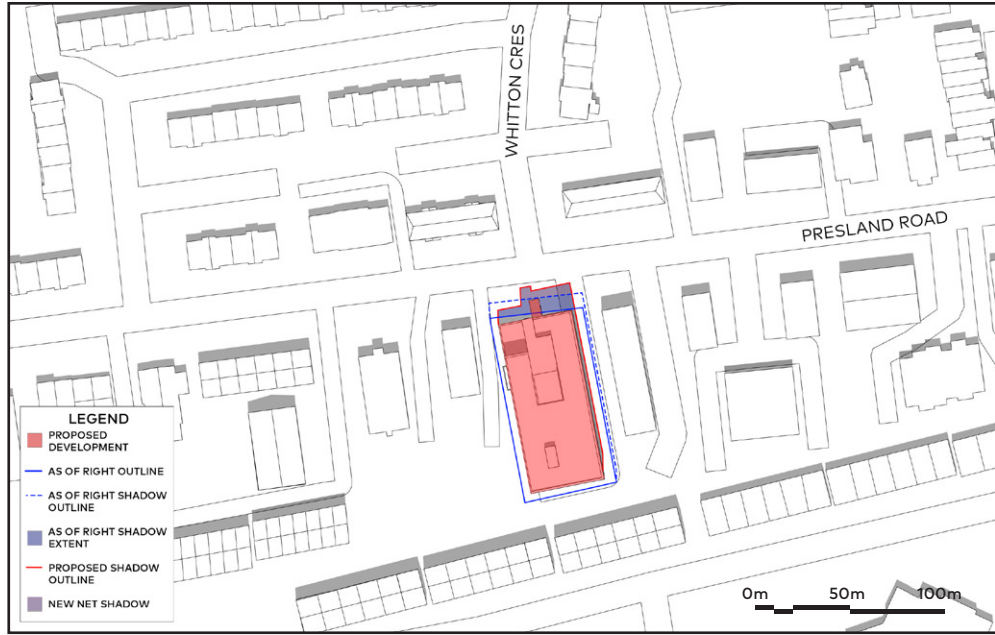 WHITTON CRES
PRESLAND ROAD
LEGEND
PROPOSED
DEVELOPMENT
AS OF RIGHT OUTLINE
AS OF RIGHT SHADOW
OUTLINE
AS OF RIGHT SHADOW
EXTENT
PROPOSED SHADOW
OUTLINE
NEW NET SHADOW
0m 50m 100m